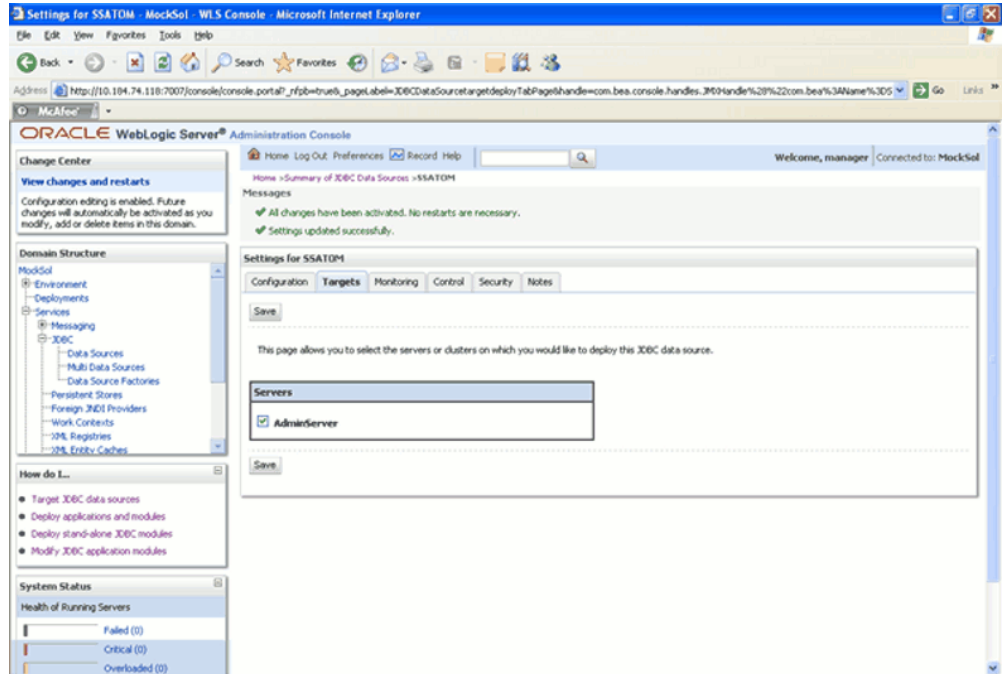 Settings for SSATOM - MockSol - WLS Console - Microsoft Internet Explorer
File Edit View Favorites Tools Help
Back Search Favorites
Address http://10.184.74.118:7007/console/console.portal?_nfpb=true&_pageLabel=JDBCDataSourcetargetdeployTabPage&handle=com.bea.console.handles.JMXHandle%28%22com.bea%3AName%3DS Go Links »
McAfee
ORACLE WebLogic Server® Administration Console
Change Center
View changes and restarts
Configuration editing is enabled. Future
changes will automatically be activated as you
modify, add or delete items in this domain.
Domain Structure
MockSol
Environment
Deployments
Services
Messaging
JDBC
Data Sources
Multi Data Sources
Data Source Factories
Persistent Stores
Foreign JNDI Providers
Work Contexts
XML Registries
XML Entity Caches
How do I...
Target JDBC data sources
Deploy applications and modules
Deploy stand-alone JDBC modules
Modify JDBC application modules
System Status
Health of Running Servers
Failed (0)
Critical (0)
Overloaded (0)
Home Log Out Preferences Record Help
Welcome, manager Connected to: MockSol
Home >Summary of JDBC Data Sources >SSATOM
Messages
All changes have been activated. No restarts are necessary.
Settings updated successfully.
Settings for SSATOM
Configuration Targets Monitoring Control Security Notes
Save
This page allows you to select the servers or clusters on which you would like to deploy this JDBC data source.
Servers
AdminServer
Save